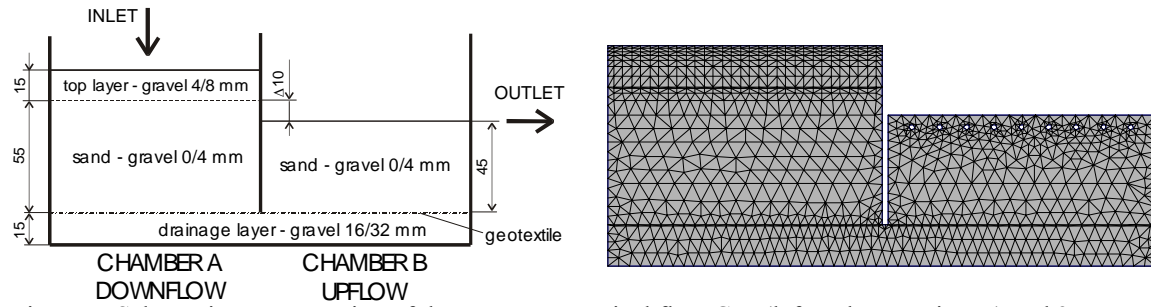 INLET
15
top layer - gravel 4/8 mm
Δ10
OUTLET
55
sand - gravel 0/4 mm
sand - gravel 0/4 mm
45
15
drainage layer - gravel 16/32 mm
geotextile
CHAMBER A
DOWNFLOW
CHAMBER B
UPFLOW